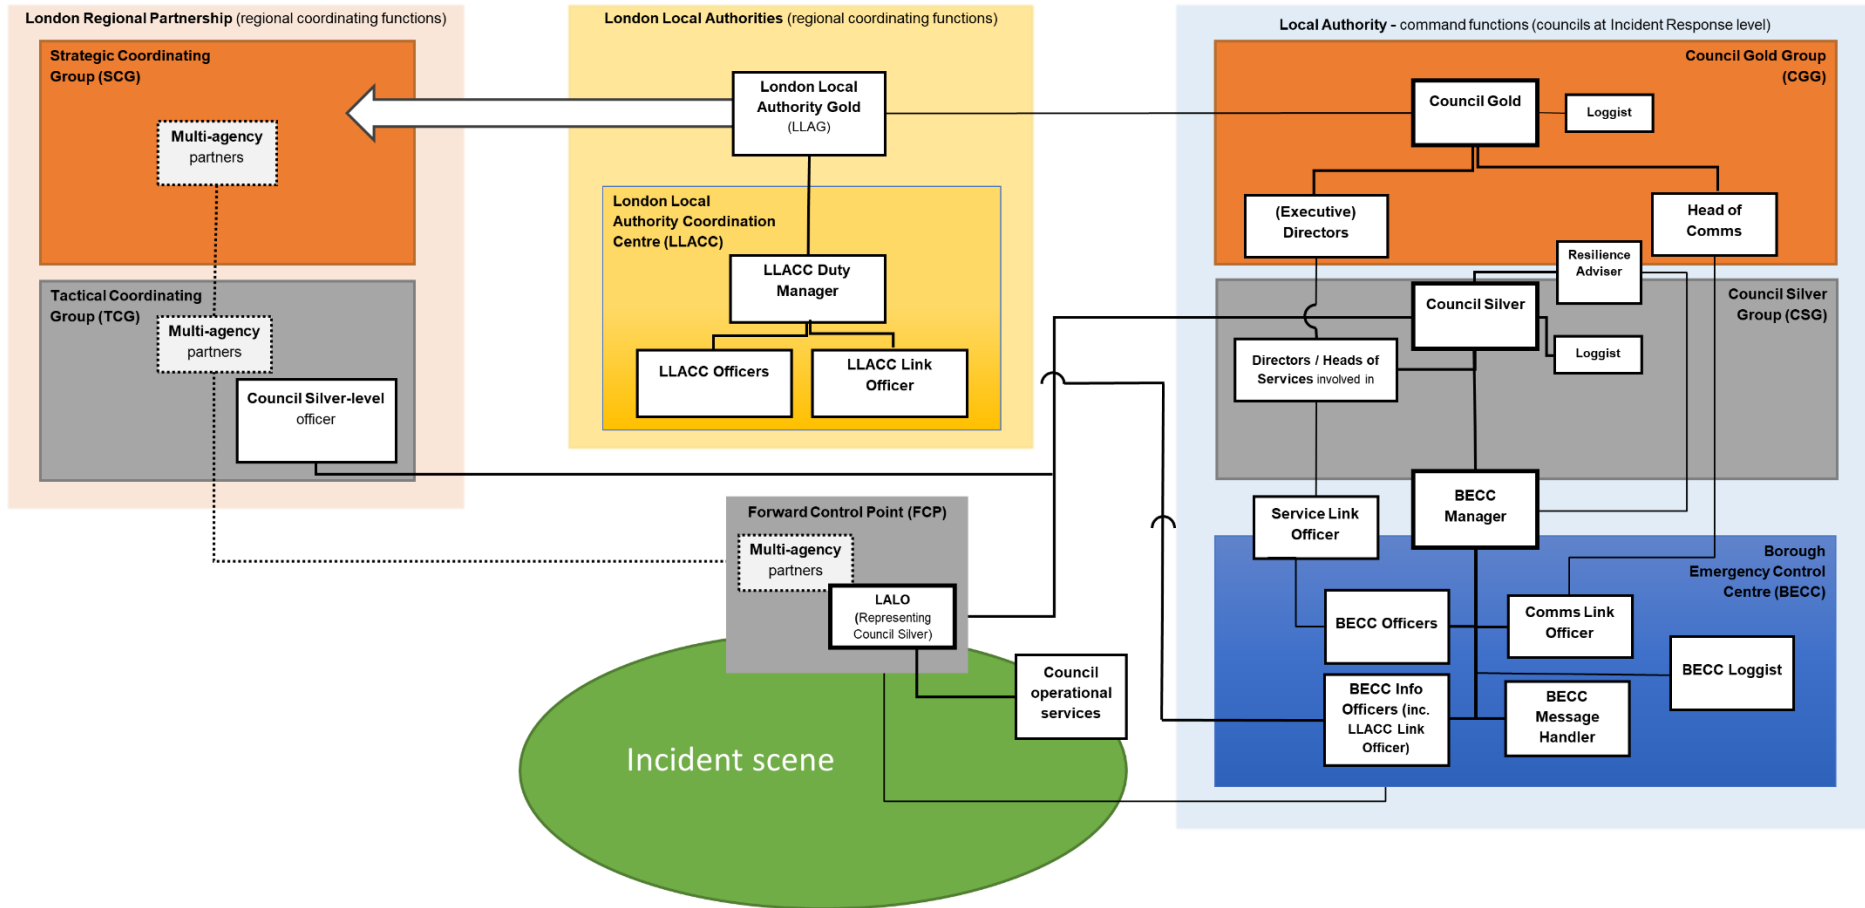 London Regional Partnership (regional coordinating functions)
Strategic Coordinating
Group (SCG)
Multi-agency
partners
Tactical Coordinating
Group (TCG)
Multi-agency
partners
Council Silver-level
officer
London Local Authorities (regional coordinating functions)
London Local
Authority Gold
(LLAG)
London Local
Authority Coordination
Centre (LLACC)
LLACC Duty
Manager
LLACC Officers
LLACC Link
Officer
Forward Control Point (FCP)
Multi-agency
partners
LALO
(Representing
Council Silver)
Council
operational
services
Incident scene
Local Authority - command functions (councils at Incident Response level)
Council Gold Group
(CGG)
Council Gold
Loggist
(Executive)
Directors
Head of
Comms
Resilience
Adviser
Council Silver
Group (CSG)
Council Silver
Loggist
Directors / Heads of
Services involved in
BECC
Manager
Service Link
Officer
Borough
Emergency Control
Centre (BECC)
BECC Officers
Comms Link
Officer
BECC Loggist
BECC Info
Officers (inc.
LLACC Link
Officer)
BECC
Message
Handler